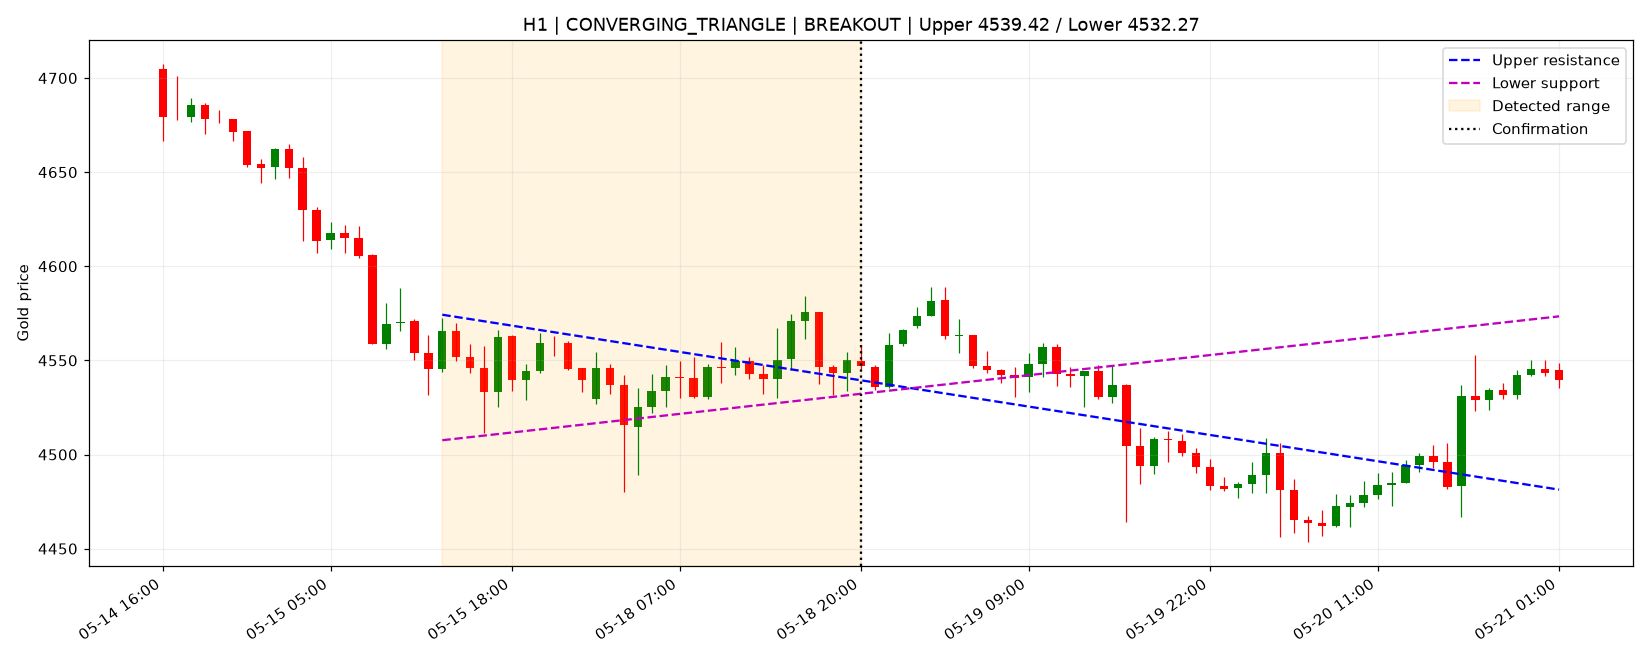 H1 | CONVERGING_TRIANGLE | BREAKOUT | Upper 4539.42 / Lower 4532.27
Upper resistance
Lower support
Detected range
Confirmation
Gold price
4700
4650
4600
4550
4500
4450
05-14 16:00
05-15 05:00
05-15 18:00
05-18 07:00
05-18 20:00
05-19 09:00
05-19 22:00
05-20 11:00
05-21 01:00